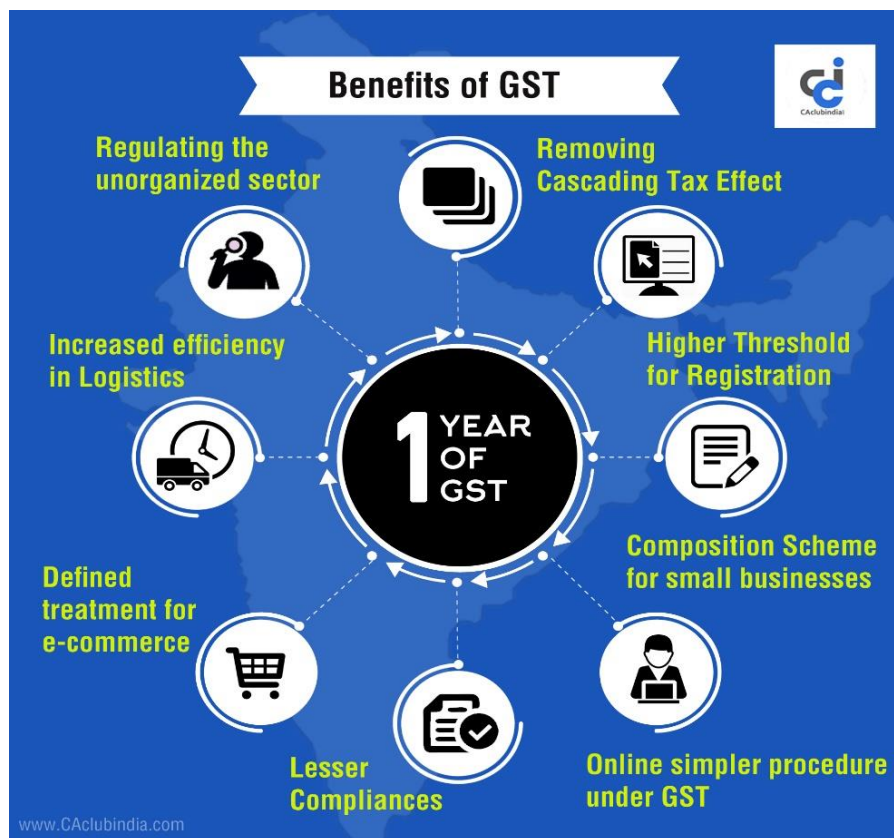 Benefits of GST
CAclubindia
Regulating the
unorganized sector
Removing
Cascading Tax Effect
Increased efficiency
in Logistics
Higher Threshold
for Registration
1 YEAR
OF
GST
Defined
treatment for
e-commerce
Composition Scheme
for small businesses
Lesser
Compliances
Online simpler procedure
under GST
www.CAclubindia.com